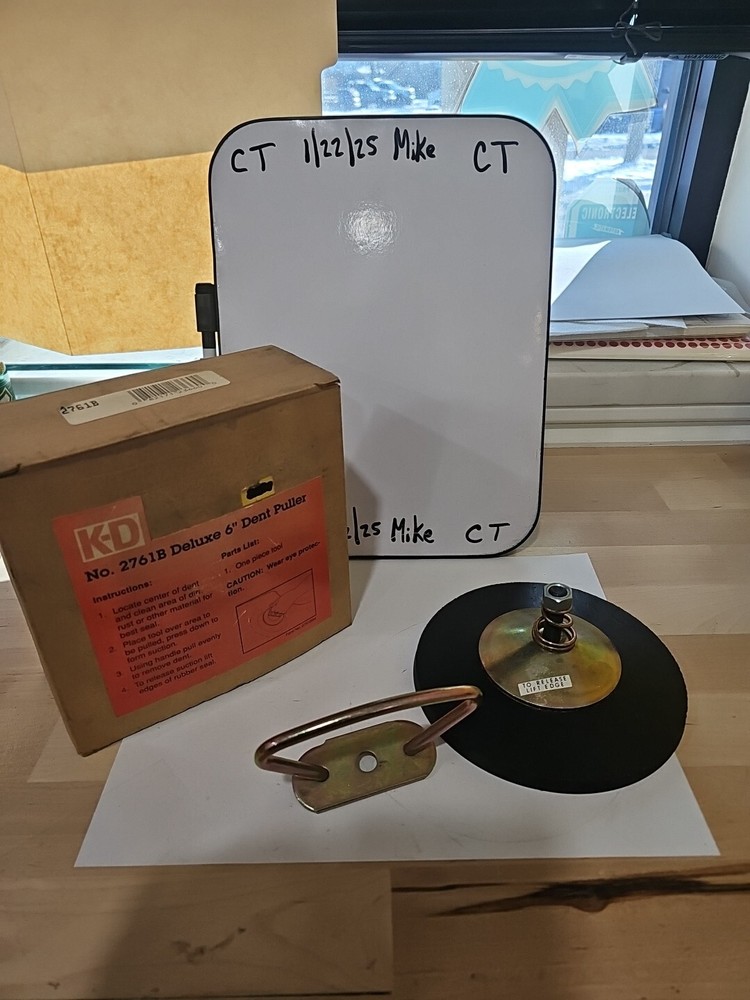 CT 1/22/25 Mike CT
2/25 Mike CT
2761B
K-D
No. 2761B Deluxe 6" Dent Puller
Instructions:
1. Locate center of dent
and clean area of dirt,
rust or other material for
best seal.
2. Place tool over area to
be pulled, press down to
form suction.
3. Using handle pull evenly
to remove dent.
4. To release suction lift
edges of rubber seal.
Parts List:
1. One piece tool
CAUTION: Wear eye protec-
tion.
TO RELEASE
LIFT EDGE
ELECTRONIC